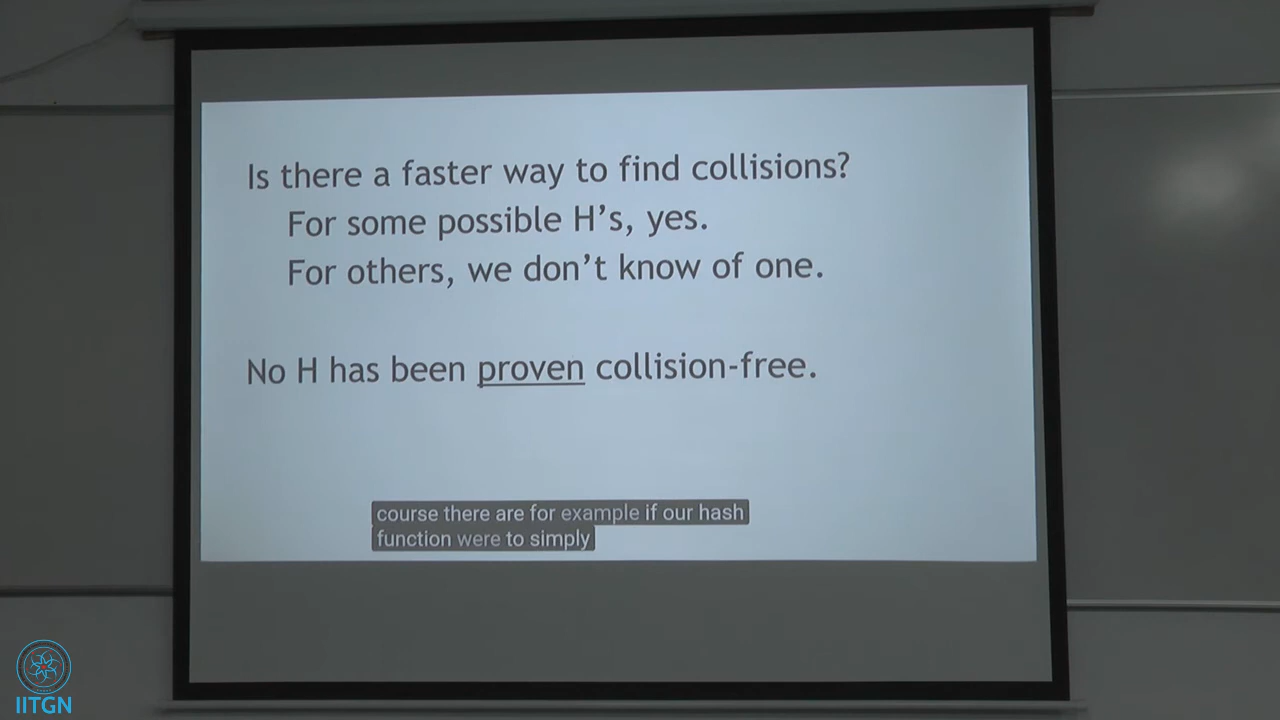 Is there a faster way to find collisions?
For some possible H's, yes.
For others, we don't know of one.
No H has been proven collision-free.
course there are for example if our hash
function were to simply
IITGN